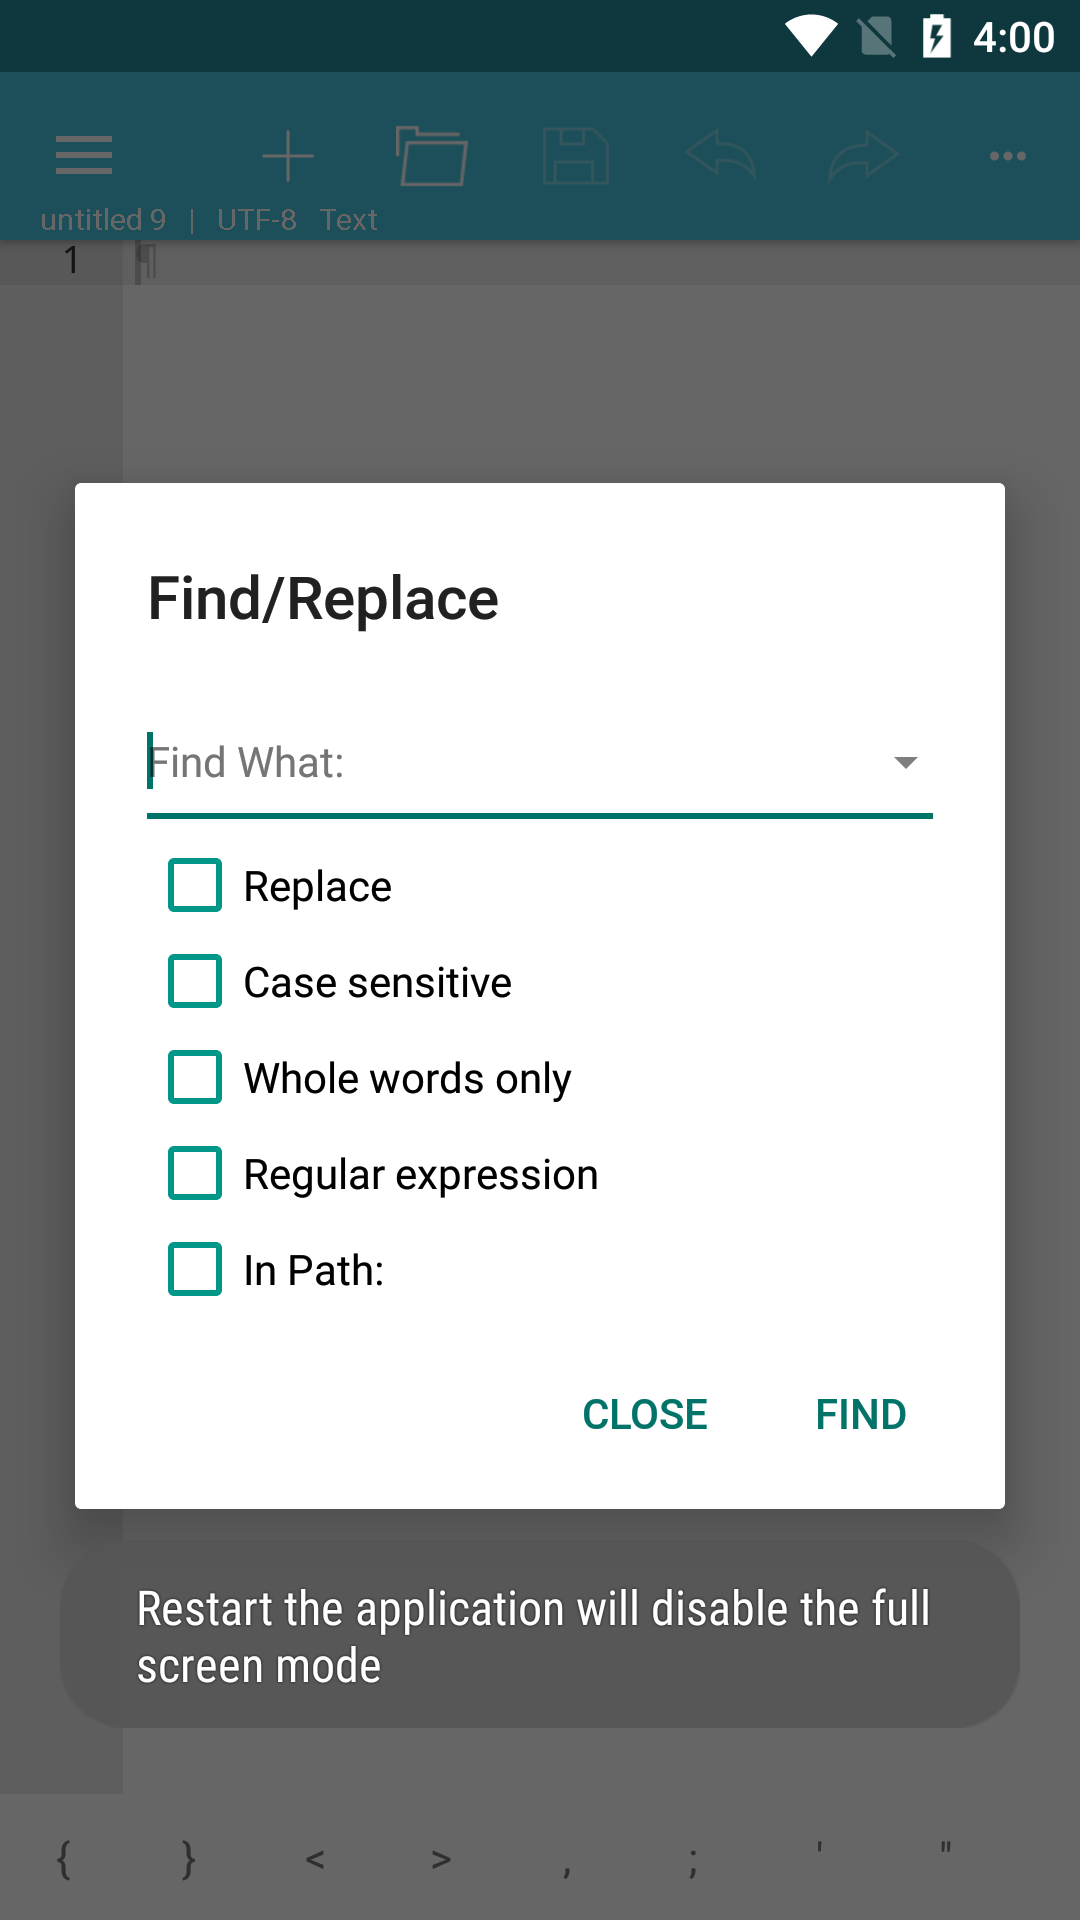 4:00
untitled 9 | UTF-8 Text
1 ¶
Find/Replace
Find What:
Replace
Case sensitive
Whole words only
Regular expression
In Path:
CLOSE FIND
Restart the application will disable the full
screen mode
{ } < > , ; ' "